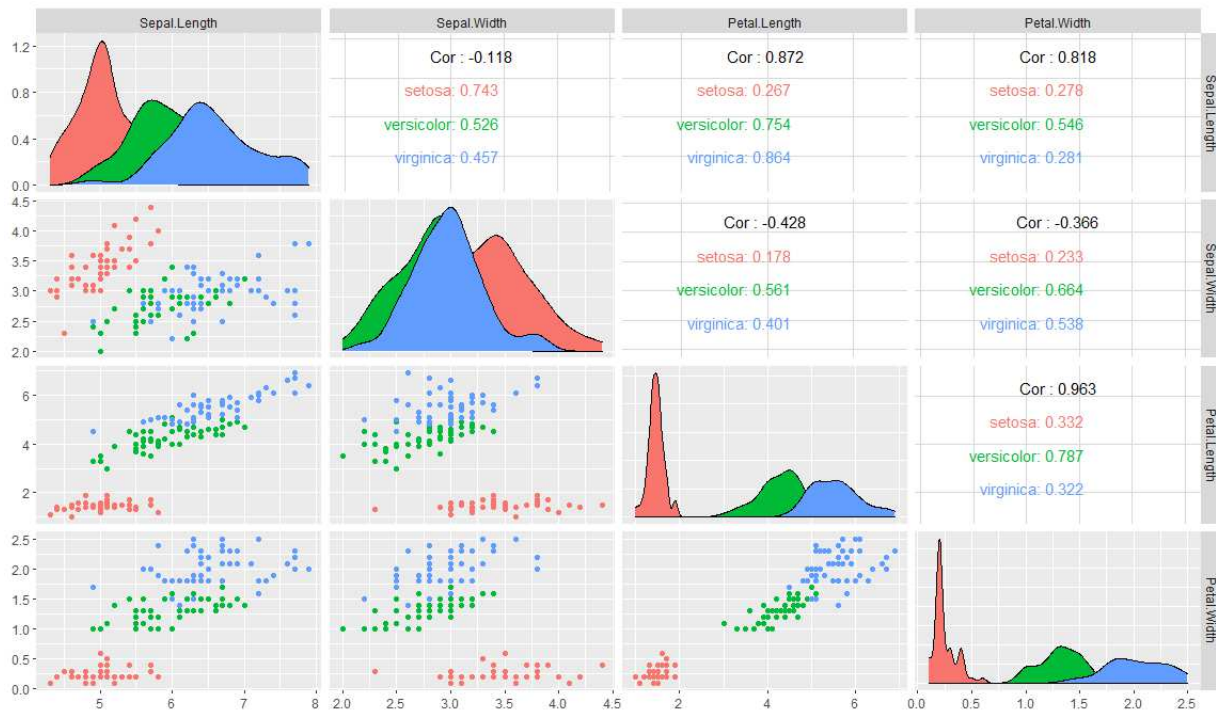 Sepal.Length
Sepal.Width
Petal.Length
Petal.Width
1.2
0.8
0.4
0.0
Cor : -0.118
setosa: 0.743
versicolor: 0.526
virginica: 0.457
Cor : 0.872
setosa: 0.267
versicolor: 0.754
virginica: 0.864
Cor : 0.818
setosa: 0.278
versicolor: 0.546
virginica: 0.281
Sepal.Length
4.5
4.0
3.5
3.0
2.5
2.0
Cor : -0.428
setosa: 0.178
versicolor: 0.561
virginica: 0.401
Cor : -0.366
setosa: 0.233
versicolor: 0.664
virginica: 0.538
Sepal.Width
6
4
2
Cor : 0.963
setosa: 0.332
versicolor: 0.787
virginica: 0.322
Petal.Length
2.5
2.0
1.5
1.0
0.5
0.0
Petal.Width
5 6 7 8
2.0 2.5 3.0 3.5 4.0 4.5
2 4 6
0.0 0.5 1.0 1.5 2.0 2.5